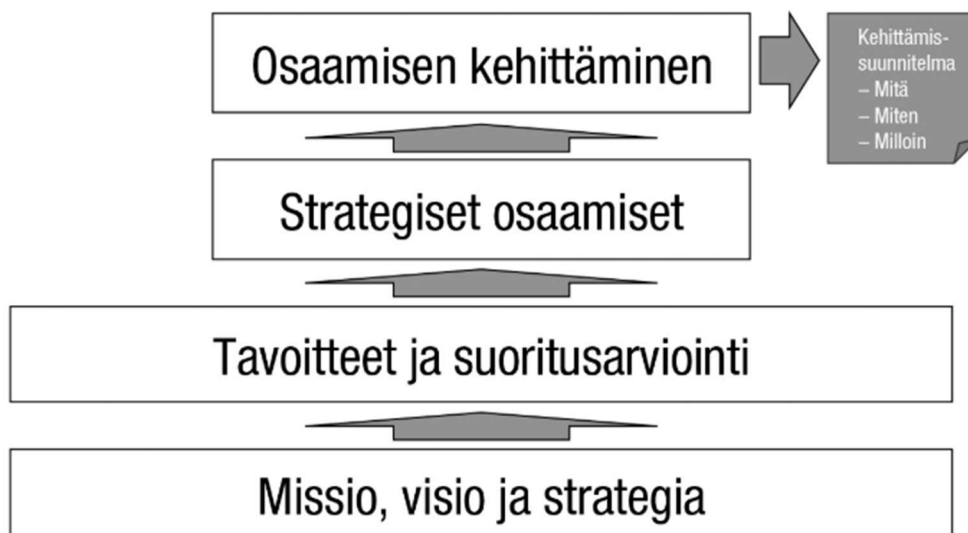 Osaamisen kehittäminen
Kehittämis-
suunnitelma
– Mitä
– Miten
– Milloin
Strategiset osaamiset
Tavoitteet ja suoritusarviointi
Missio, visio ja strategia